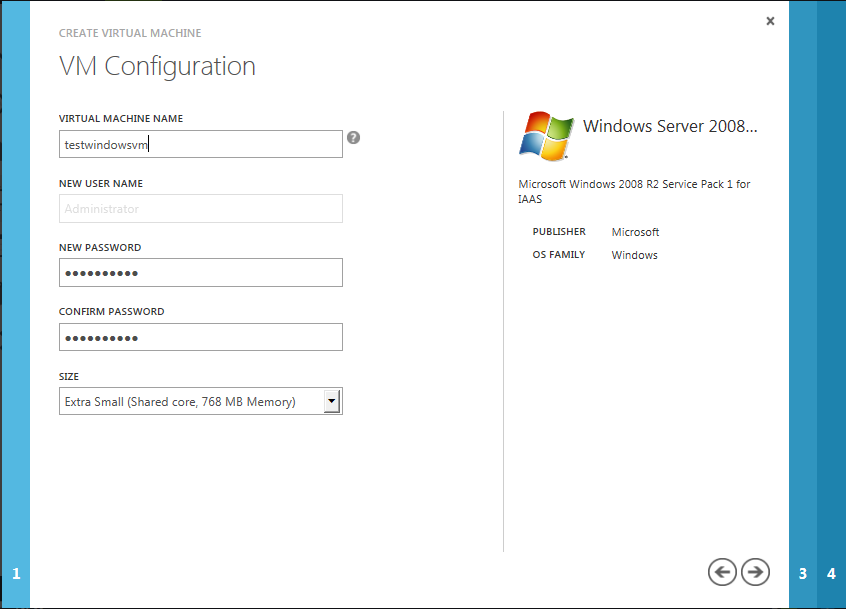 CREATE VIRTUAL MACHINE
VM Configuration
VIRTUAL MACHINE NAME
testwindowsvm
?
NEW USER NAME
Administrator
NEW PASSWORD
●●●●●●●●●●
CONFIRM PASSWORD
●●●●●●●●●●
SIZE
Extra Small (Shared core, 768 MB Memory)
Windows Server 2008...
Microsoft Windows 2008 R2 Service Pack 1 for
IAAS
PUBLISHER Microsoft
OS FAMILY Windows
1
3
4